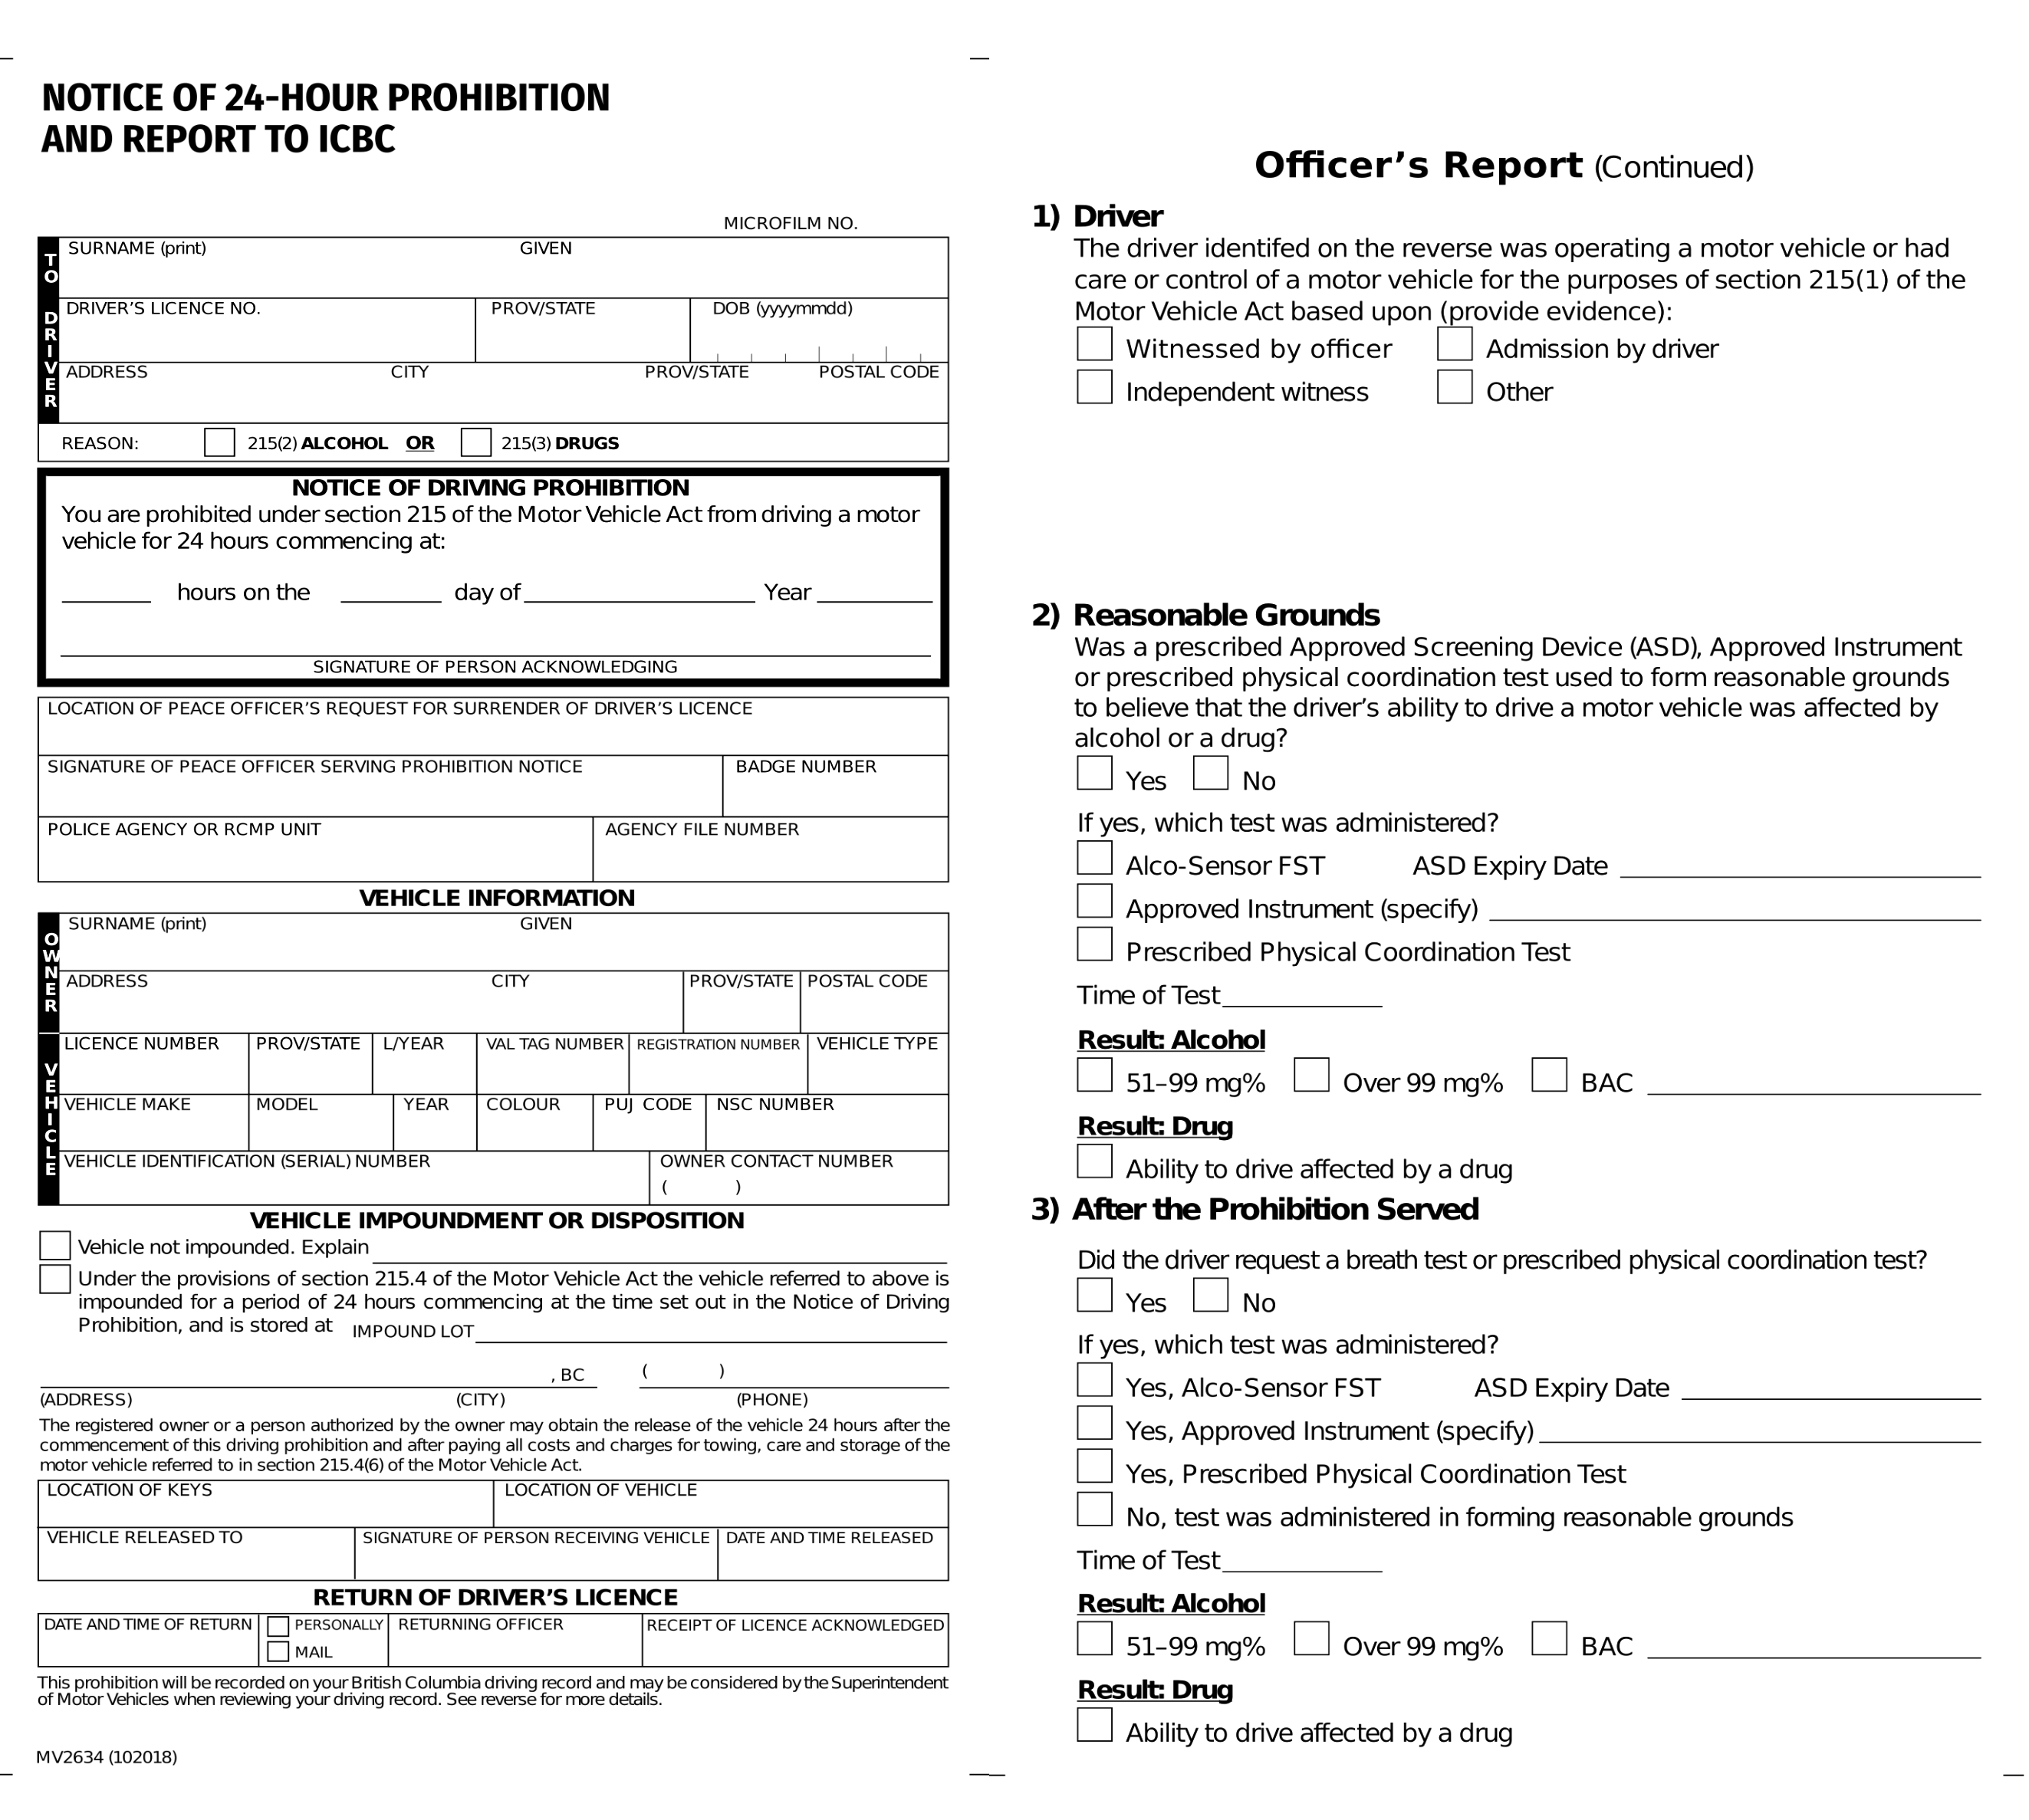 NOTICE OF 24-HOUR PROHIBITION
AND REPORT TO ICBC
MICROFILM NO.
TO DRIVER
SURNAME (print) GIVEN
DRIVER’S LICENCE NO. PROV/STATE DOB (yyyymmdd)
ADDRESS CITY PROV/STATE POSTAL CODE
REASON: 215(2) ALCOHOL OR 215(3) DRUGS
NOTICE OF DRIVING PROHIBITION
You are prohibited under section 215 of the Motor Vehicle Act from driving a motor
vehicle for 24 hours commencing at:
hours on the day of Year
SIGNATURE OF PERSON ACKNOWLEDGING
LOCATION OF PEACE OFFICER’S REQUEST FOR SURRENDER OF DRIVER’S LICENCE
SIGNATURE OF PEACE OFFICER SERVING PROHIBITION NOTICE BADGE NUMBER
POLICE AGENCY OR RCMP UNIT AGENCY FILE NUMBER
VEHICLE INFORMATION
OWNER
SURNAME (print) GIVEN
ADDRESS CITY PROV/STATE POSTAL CODE
VEHICLE
LICENCE NUMBER PROV/STATE L/YEAR VAL TAG NUMBER REGISTRATION NUMBER VEHICLE TYPE
VEHICLE MAKE MODEL YEAR COLOUR PUJ CODE NSC NUMBER
VEHICLE IDENTIFICATION (SERIAL) NUMBER OWNER CONTACT NUMBER
( )
VEHICLE IMPOUNDMENT OR DISPOSITION
Vehicle not impounded. Explain
Under the provisions of section 215.4 of the Motor Vehicle Act the vehicle referred to above is
impounded for a period of 24 hours commencing at the time set out in the Notice of Driving
Prohibition, and is stored at IMPOUND LOT
, BC ( )
(ADDRESS) (CITY) (PHONE)
The registered owner or a person authorized by the owner may obtain the release of the vehicle 24 hours after the
commencement of this driving prohibition and after paying all costs and charges for towing, care and storage of the
motor vehicle referred to in section 215.4(6) of the Motor Vehicle Act.
LOCATION OF KEYS LOCATION OF VEHICLE
VEHICLE RELEASED TO SIGNATURE OF PERSON RECEIVING VEHICLE DATE AND TIME RELEASED
RETURN OF DRIVER’S LICENCE
DATE AND TIME OF RETURN PERSONALLY RETURNING OFFICER RECEIPT OF LICENCE ACKNOWLEDGED
MAIL
This prohibition will be recorded on your British Columbia driving record and may be considered by the Superintendent
of Motor Vehicles when reviewing your driving record. See reverse for more details.
MV2634 (102018)
Officer’s Report (Continued)
1) Driver
The driver identifed on the reverse was operating a motor vehicle or had
care or control of a motor vehicle for the purposes of section 215(1) of the
Motor Vehicle Act based upon (provide evidence):
Witnessed by officer Admission by driver
Independent witness Other
2) Reasonable Grounds
Was a prescribed Approved Screening Device (ASD), Approved Instrument
or prescribed physical coordination test used to form reasonable grounds
to believe that the driver’s ability to drive a motor vehicle was affected by
alcohol or a drug?
Yes No
If yes, which test was administered?
Alco-Sensor FST ASD Expiry Date
Approved Instrument (specify)
Prescribed Physical Coordination Test
Time of Test
Result: Alcohol
51–99 mg% Over 99 mg% BAC
Result: Drug
Ability to drive affected by a drug
3) After the Prohibition Served
Did the driver request a breath test or prescribed physical coordination test?
Yes No
If yes, which test was administered?
Yes, Alco-Sensor FST ASD Expiry Date
Yes, Approved Instrument (specify)
Yes, Prescribed Physical Coordination Test
No, test was administered in forming reasonable grounds
Time of Test
Result: Alcohol
51–99 mg% Over 99 mg% BAC
Result: Drug
Ability to drive affected by a drug